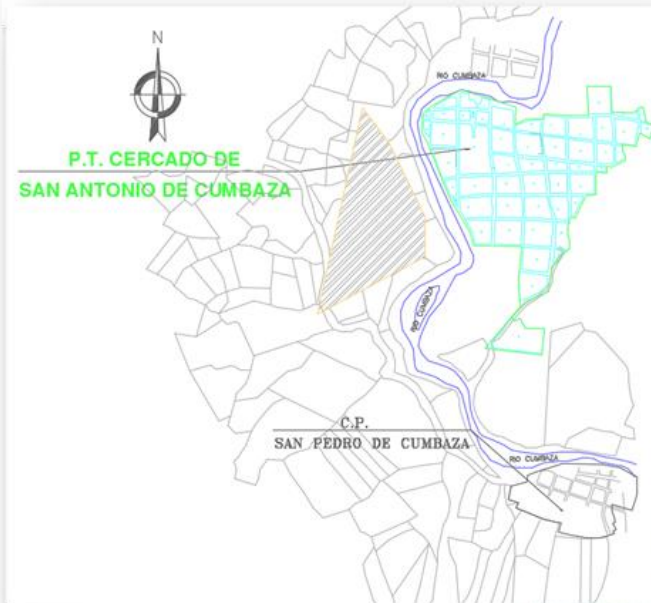 N
RIO CUMBAZA
P.T. CERCADO DE
SAN ANTONIO DE CUMBAZA
RIO CUMBAZA
C.P.
SAN PEDRO DE CUMBAZA
RIO CUMBAZA